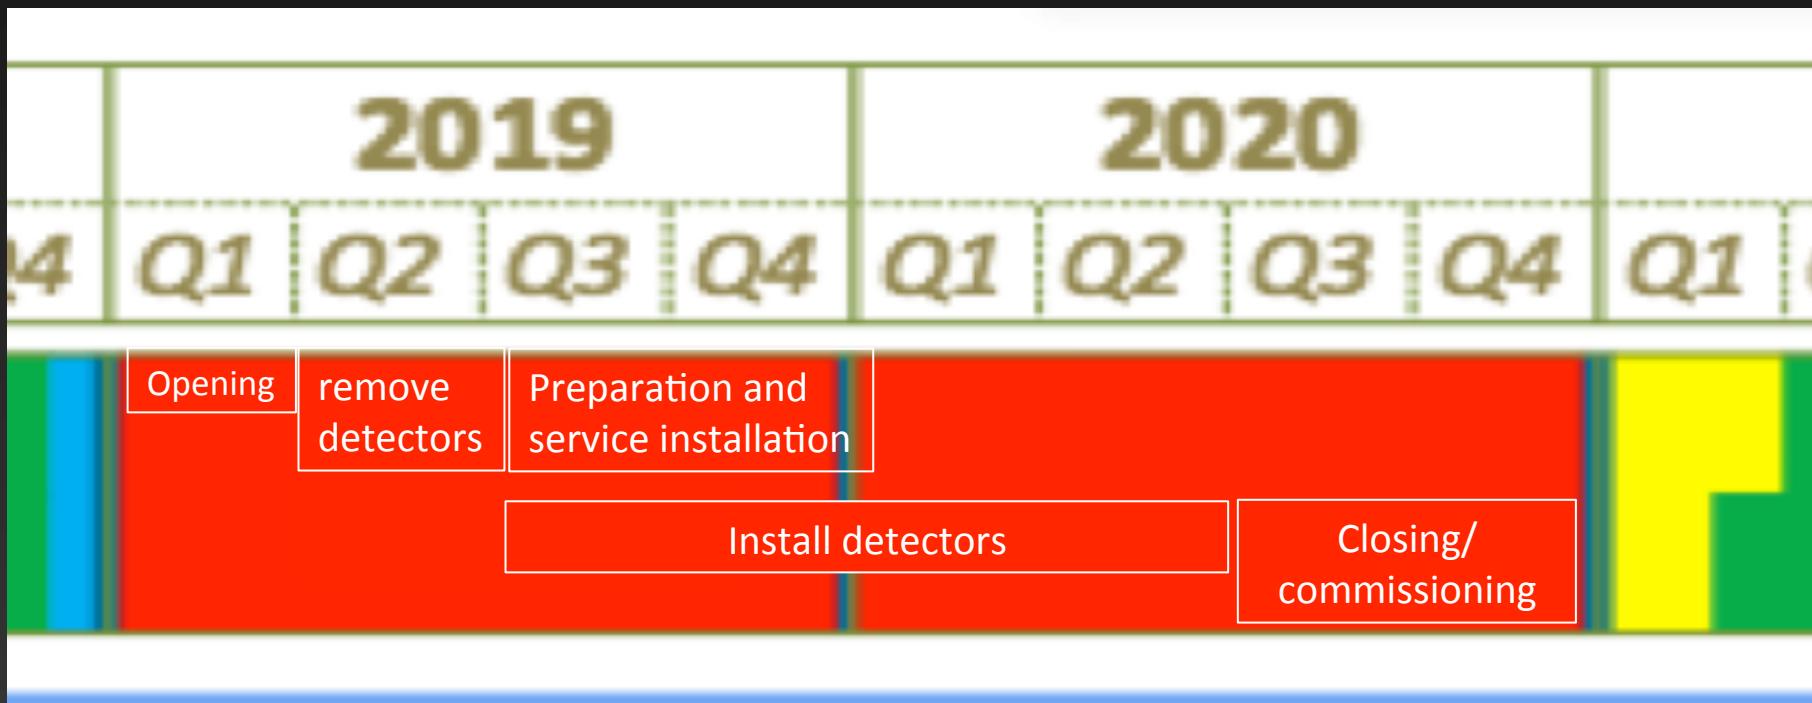 2019 2020
4 Q1 Q2 Q3 Q4 Q1 Q2 Q3 Q4 Q1
Opening
remove
detectors
Preparation and
service installation
Install detectors
Closing/
commissioning